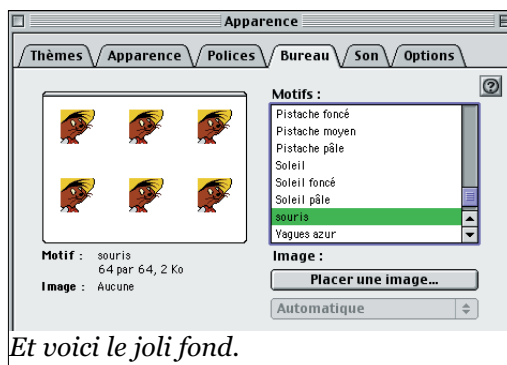 Apparence
Thèmes Apparence Polices Bureau Son Options
Motifs :
Pistache foncé
Pistache moyen
Pistache pâle
Soleil
Soleil foncé
Soleil pâle
souris
Vagues azur
Motif : souris
64 par 64, 2 Ko
Image : Aucune
Image :
Placer une image...
Automatique
Et voici le joli fond.